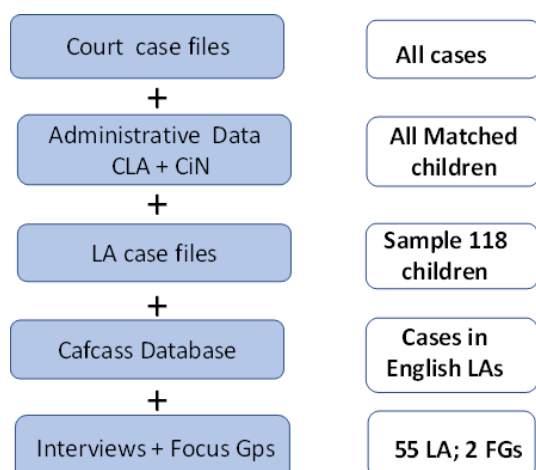 Court case files
All cases
+
Administrative Data
CLA + CiN
All Matched
children
+
LA case files
Sample 118
children
+
Cafcass Database
Cases in
English LAs
+
Interviews + Focus Gps
55 LA; 2 FGs